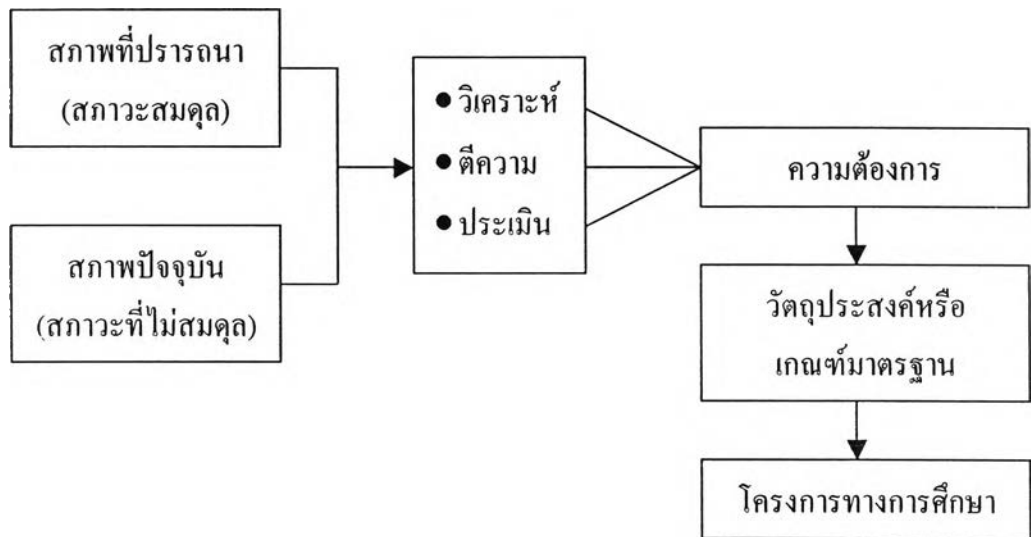 สภาพที่ปรารถนา
(สภาวะสมดุล)
สภาพปัจจุบัน
(สภาวะที่ไม่สมดุล)
● วิเคราะห์
● ตีความ
● ประเมิน
ความต้องการ
วัตถุประสงค์หรือ
เกณฑ์มาตรฐาน
โครงการทางการศึกษา